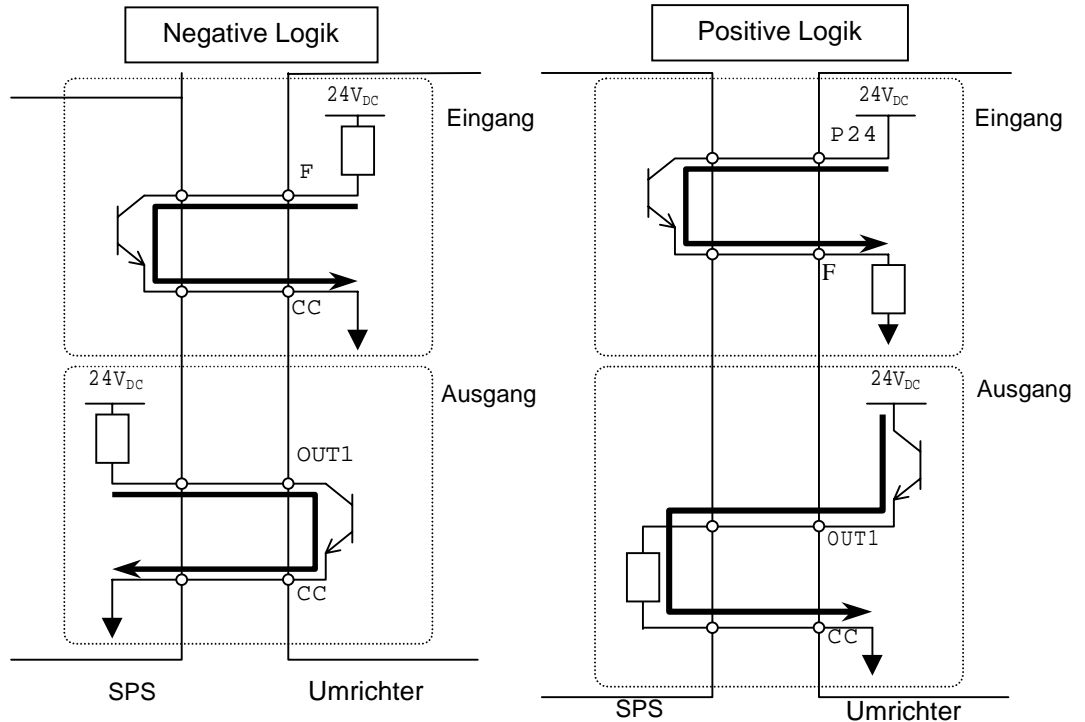 Negative Logik
24VDC
Eingang
F
CC
24VDC
Ausgang
OUT1
CC
SPS
Umrichter
Positive Logik
24VDC
Eingang
P24
F
24VDC
Ausgang
OUT1
CC
SPS
Umrichter